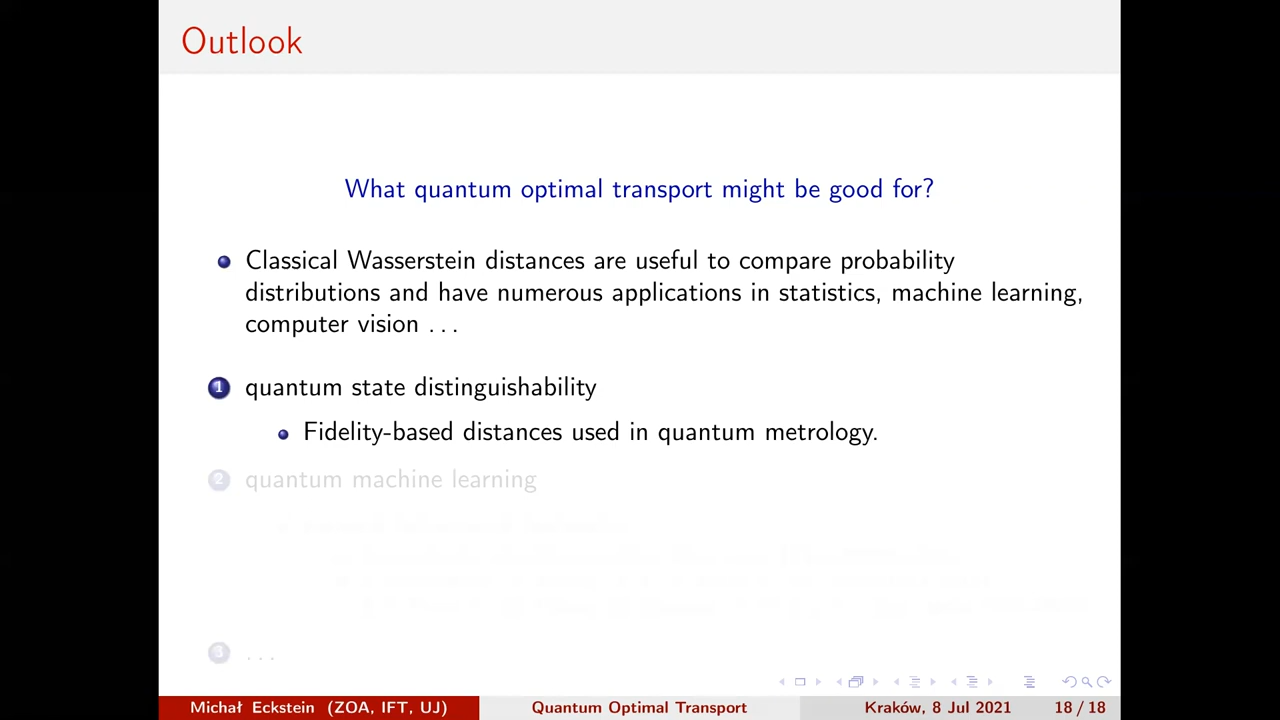 Outlook
What quantum optimal transport might be good for?
Classical Wasserstein distances are useful to compare probability
distributions and have numerous applications in statistics, machine learning,
computer vision ...
1 quantum state distinguishability
Fidelity-based distances used in quantum metrology.
2 quantum machine learning
3 ...
Michał Eckstein (ZOA, IFT, UJ) Quantum Optimal Transport Kraków, 8 Jul 2021 18 / 18